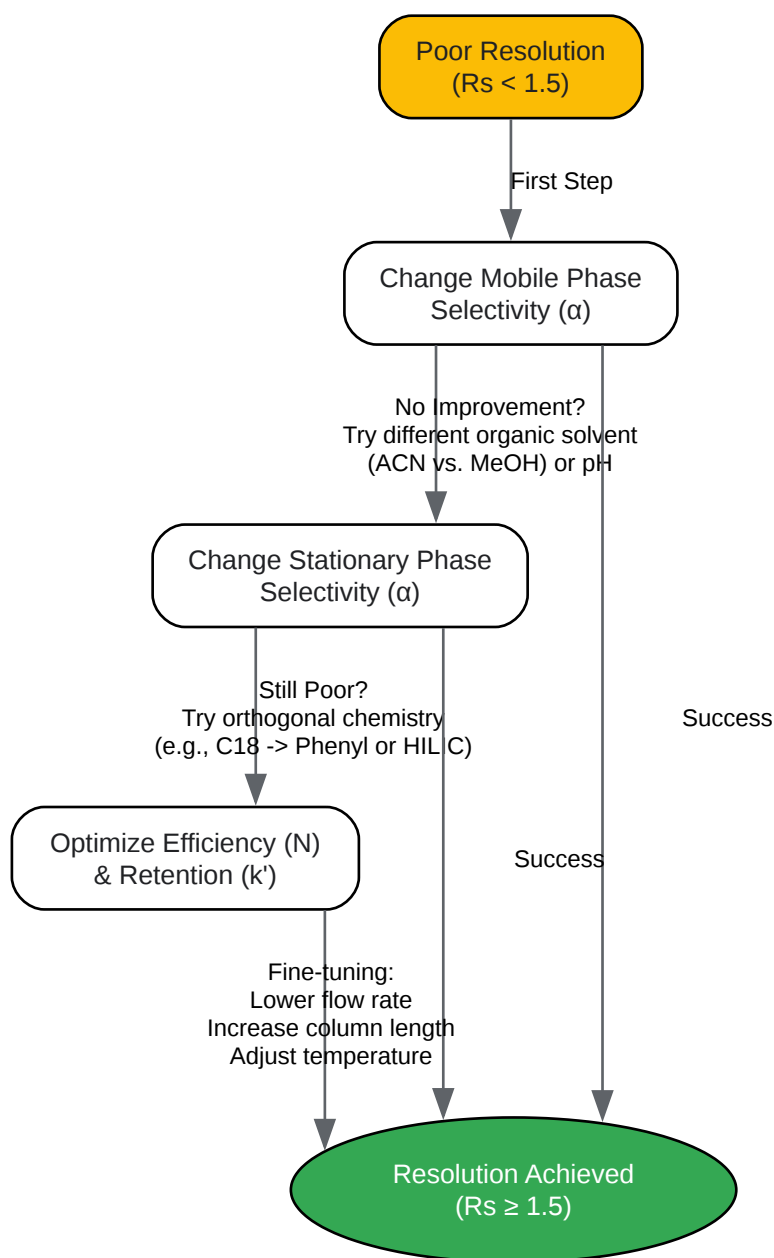 Poor Resolution
(Rs < 1.5)
First Step
Change Mobile Phase
Selectivity (α)
No Improvement?
Try different organic solvent
(ACN vs. MeOH) or pH
Change Stationary Phase
Selectivity (α)
Still Poor?
Try orthogonal chemistry
(e.g., C18 -> Phenyl or HILIC)
Success
Optimize Efficiency (N)
& Retention (k')
Success
Fine-tuning:
Lower flow rate
Increase column length
Adjust temperature
Resolution Achieved
(Rs ≥ 1.5)